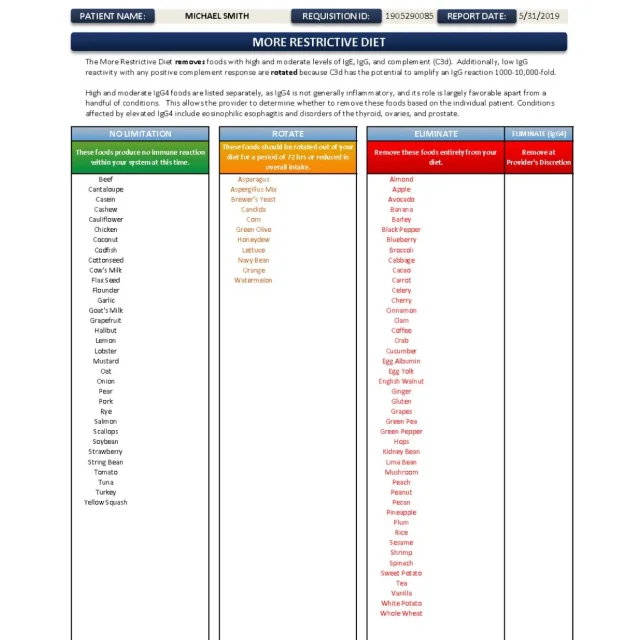 PATIENT NAME: MICHAEL SMITH REQUISITION ID: 1905290085 REPORT DATE: 5/31/2019
MORE RESTRICTIVE DIET
The More Restrictive Diet removes foods with high and moderate levels of IgE, IgG, and complement (C3d). Additionally, low IgG
reactivity with any positive complement response are rotated because C3d has the potential to amplify an IgG reaction 1000-10,000-fold.
High and moderate IgG4 foods are listed separately, as IgG4 is not generally inflammatory, and its role is largely favorable apart from a
handful of conditions. This allows the provider to determine whether to remove these foods based on the individual patient. Conditions
affected by elevated IgG4 include eosinophilic esophagitis and disorders of the thyroid, ovaries, and prostate.
NO LIMITATION
These foods produce no immune reaction
within your system at this time.
Beef
Cantaloupe
Casein
Cashew
Cauliflower
Chicken
Coconut
Codfish
Cottonseed
Cow's Milk
Flax Seed
Flounder
Garlic
Goat's Milk
Grapefruit
Halibut
Lemon
Lobster
Mustard
Oat
Onion
Pear
Pork
Rye
Salmon
Scallops
Soybean
Strawberry
String Bean
Tomato
Tuna
Turkey
Yellow Squash
ROTATE
These foods should be rotated out of your
diet for a period of 72 hrs or reduced in
overall intake.
Asparagus
Aspergillus Mix
Brewer's Yeast
Candida
Corn
Green Olive
Honeydew
Lettuce
Navy Bean
Orange
Watermelon
ELIMINATE
Remove these foods entirely from your
diet.
Almond
Apple
Avocado
Banana
Barley
Black Pepper
Blueberry
Broccoli
Cabbage
Cacao
Carrot
Celery
Cherry
Cinnamon
Clam
Coffee
Crab
Cucumber
Egg Albumin
Egg Yolk
English Walnut
Ginger
Gluten
Grapes
Green Pea
Green Pepper
Hops
Kidney Bean
Lima Bean
Mushroom
Peach
Peanut
Pecan
Pineapple
Plum
Rice
Sesame
Shrimp
Spinach
Sweet Potato
Tea
Vanilla
White Potato
Whole Wheat
ELIMINATE (IgG4)
Remove at
Provider's Discretion